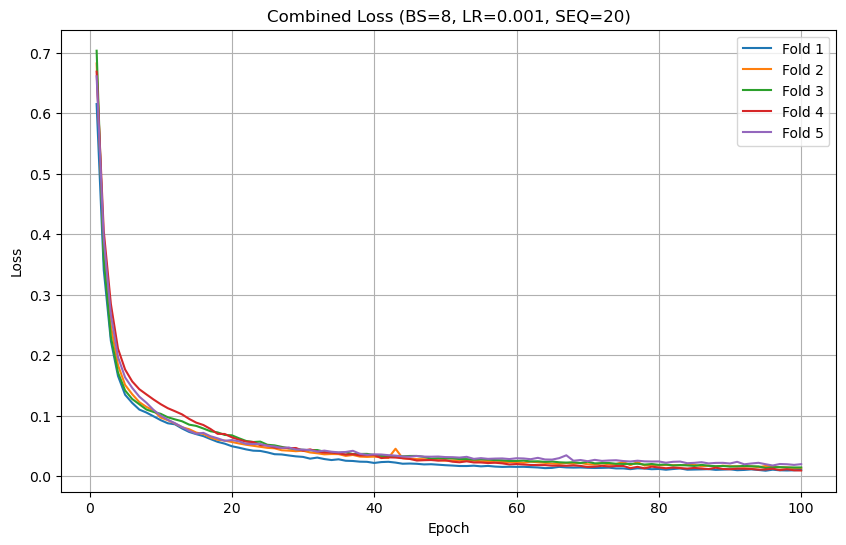 Combined Loss (BS=8, LR=0.001, SEQ=20)
Fold 1
Fold 2
Fold 3
Fold 4
Fold 5
Loss
0.7
0.6
0.5
0.4
0.3
0.2
0.1
0.0
0 20 40 60 80 100
Epoch